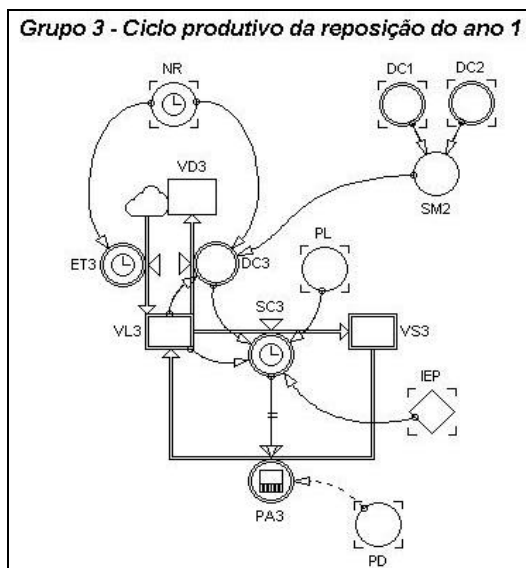 Grupo 3 - Ciclo produtivo da reposição do ano 1
NR
DC1
DC2
VD3
SM2
ET3
DC3
PL
SC3
VL3
VS3
IEP
PA3
PD